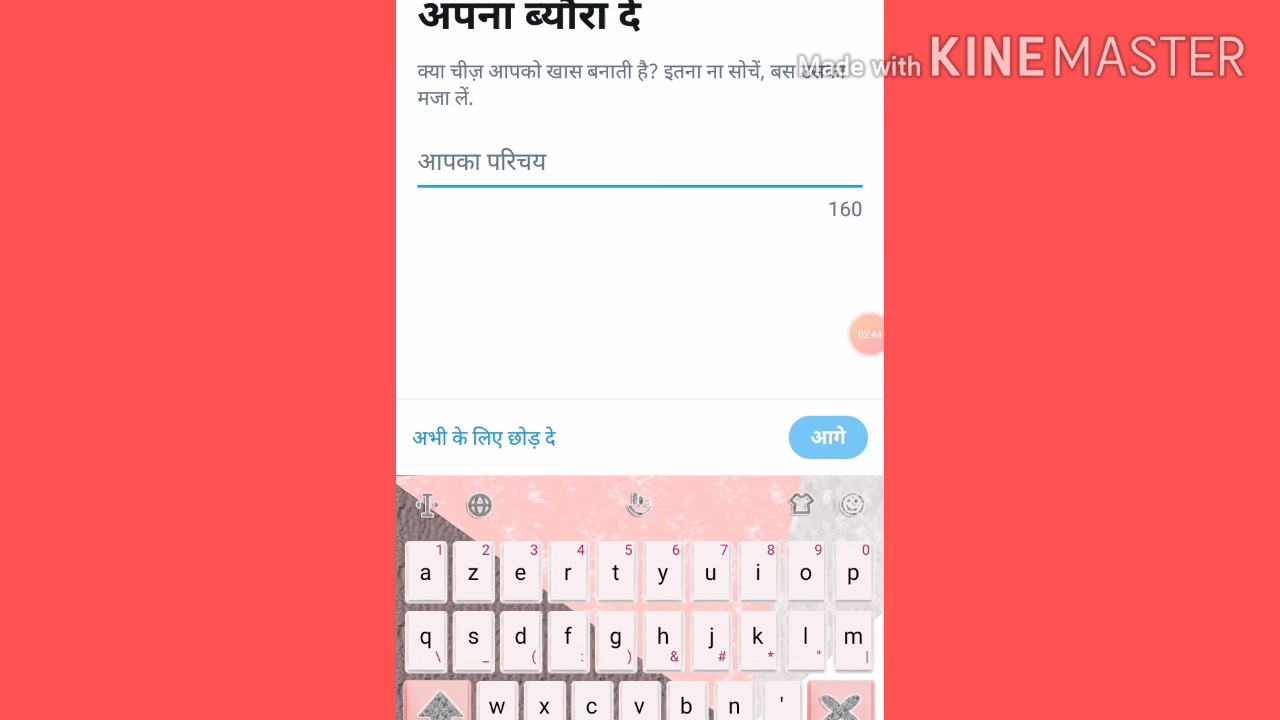 अपना ब्यौरा दें
क्या चीज़ आपको खास बनाती है? इतना ना सोचें, बस
मजा लें.
Made with KINEMASTER
आपका परिचय
160
02:44
अभी के लिए छोड़ दे
आगे
1 2 3 4 5 6 7 8 9 0
a z e r t y u i o p
q s d f g h j k l m
\ _ ( : ) & # * " |
w x c v b n '